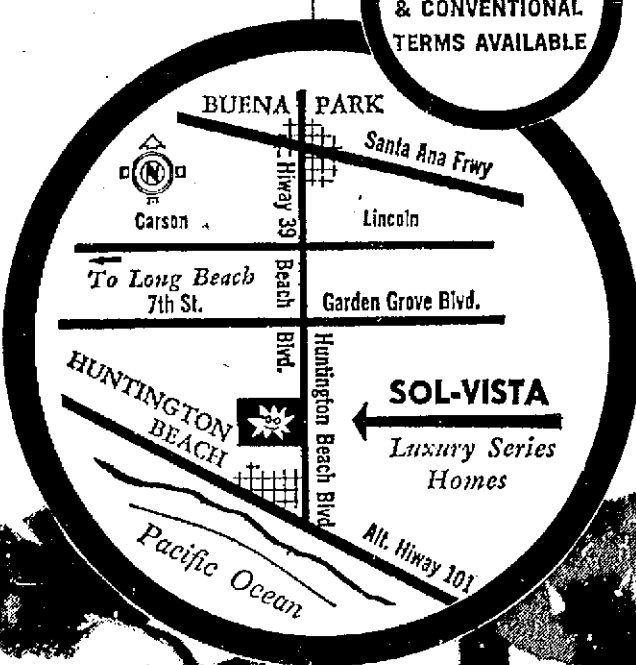 & CONVENTIONAL
TERMS AVAILABLE
BUENA PARK
Santa Ana Frwy
N
Hiway 39
Carson
Lincoln
To Long Beach
7th St.
Beach Blvd.
Garden Grove Blvd.
HUNTINGTON
BEACH
Huntington Beach Blvd
SOL-VISTA
Luxury Series
Homes
Alt. Hiway 101
Pacific Ocean